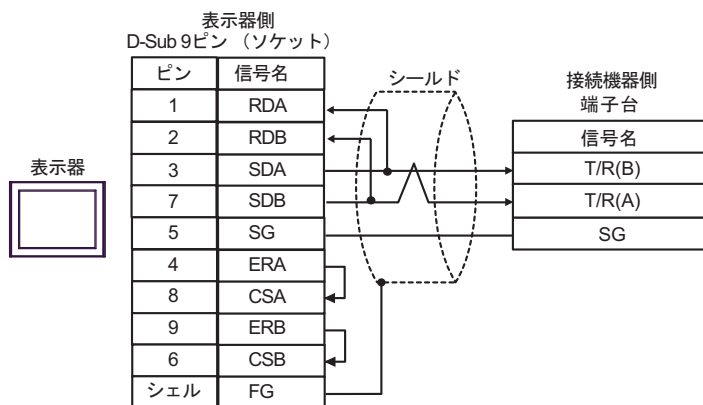 表示器側
D-Sub 9ピン （ソケット）
ピン 信号名
1 RDA
2 RDB
3 SDA
7 SDB
5 SG
4 ERA
8 CSA
9 ERB
6 CSB
シェル FG
表示器
シールド
接続機器側
端子台
信号名
T/R(B)
T/R(A)
SG